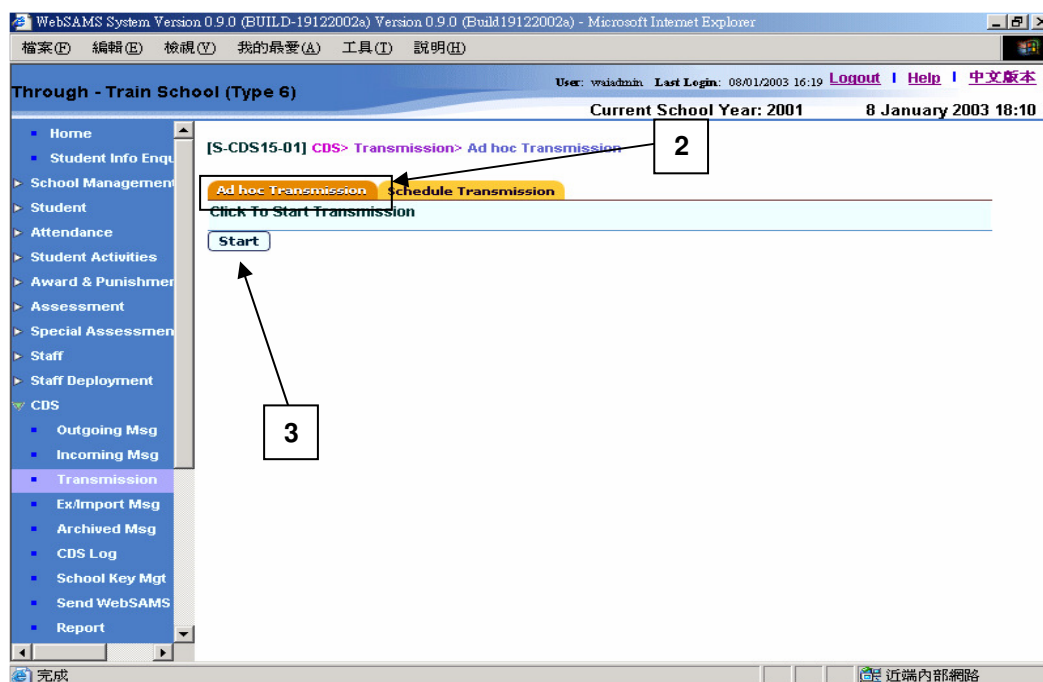 WebSAMS System Version 0.9.0 (BUILD-19122002a) Version 0.9.0 (Build19122002a) - Microsoft Internet Explorer
檔案(F) 編輯(E) 檢視(V) 我的最愛(A) 工具(T) 說明(H)
Through - Train School (Type 6)
User: waiadmin Last Login: 08/01/2003 16:19 Logout | Help | 中文版本
Current School Year: 2001 8 January 2003 18:10
Home
Student Info Enqu
School Management
Student
Attendance
Student Activities
Award & Punishmer
Assessment
Special Assessmen
Staff
Staff Deployment
CDS
Outgoing Msg
Incoming Msg
Transmission
Ex/Import Msg
Archived Msg
CDS Log
School Key Mgt
Send WebSAMS
Report
[S-CDS15-01] CDS> Transmission> Ad hoc Transmission
2
Ad hoc Transmission Schedule Transmission
Click To Start Transmission
Start
3
完成 近端內部網路